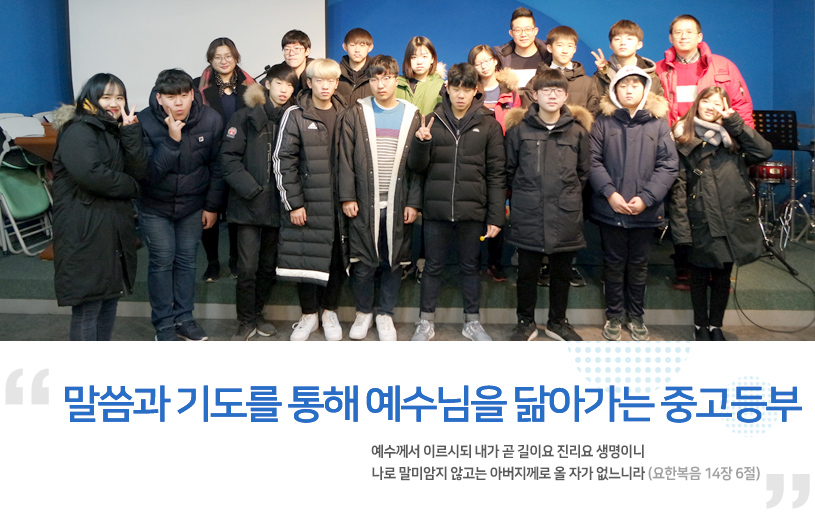 말씀과 기도를 통해 예수님을 닮아가는 중고등부
예수께서 이르시되 내가 곧 길이요 진리요 생명이니
나로 말미암지 않고는 아버지께로 올 자가 없느니라 (요한복음 14장 6절)